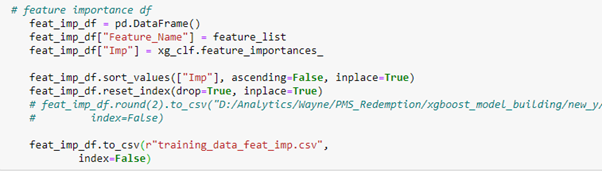 # feature importance df
feat_imp_df = pd.DataFrame()
feat_imp_df["Feature_Name"] = feature_list
feat_imp_df["Imp"] = xg_clf.feature_importances_
feat_imp_df.sort_values(["Imp"], ascending=False, inplace=True)
feat_imp_df.reset_index(drop=True, inplace=True)
# feat_imp_df.round(2).to_csv("D:/Analytics/Wayne/PMS_Redemption/xgboost_model_building/new_y/
# index=False)
feat_imp_df.to_csv(r"training_data_feat_imp.csv",
index=False)